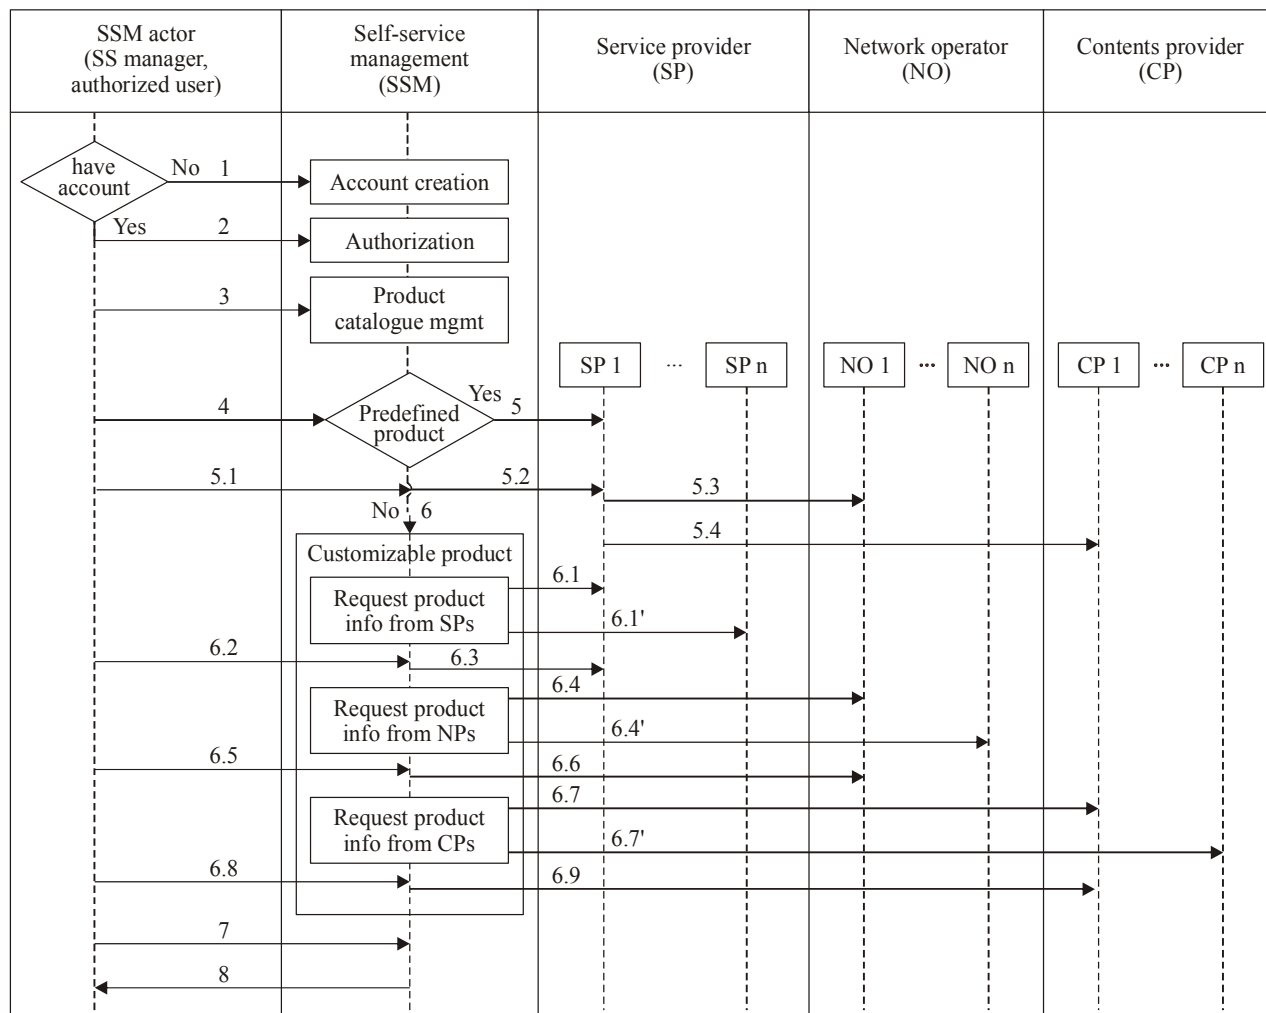 SSM actor
(SS manager,
authorized user)
Self-service
management
(SSM)
Service provider
(SP)
Network operator
(NO)
Contents provider
(CP)
have
account
No 1
Account creation
Yes 2
Authorization
3
Product
catalogue mgmt
SP 1 ... SP n
NO 1 ... NO n
CP 1 ... CP n
4
Predefined
product
Yes
5
5.1
5.2
5.3
No 6
5.4
Customizable product
Request product
info from SPs
6.1
6.1'
6.2
6.3
Request product
info from NPs
6.4
6.4'
6.5
6.6
Request product
info from CPs
6.7
6.7'
6.8
6.9
7
8